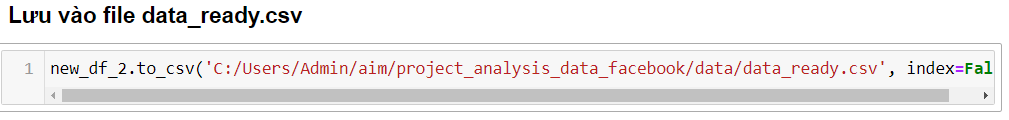 Lưu vào file data_ready.csv
1 new_df_2.to_csv('C:/Users/Admin/aim/project_analysis_data_facebook/data/data_ready.csv', index=Fal